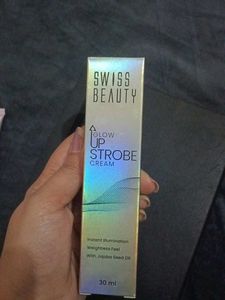 SWISS
BEAUTY
GLOW
UP
STROBE
CREAM
Instant Illumination
Weightless Feel
With Jojoba Seed Oil
30 ml